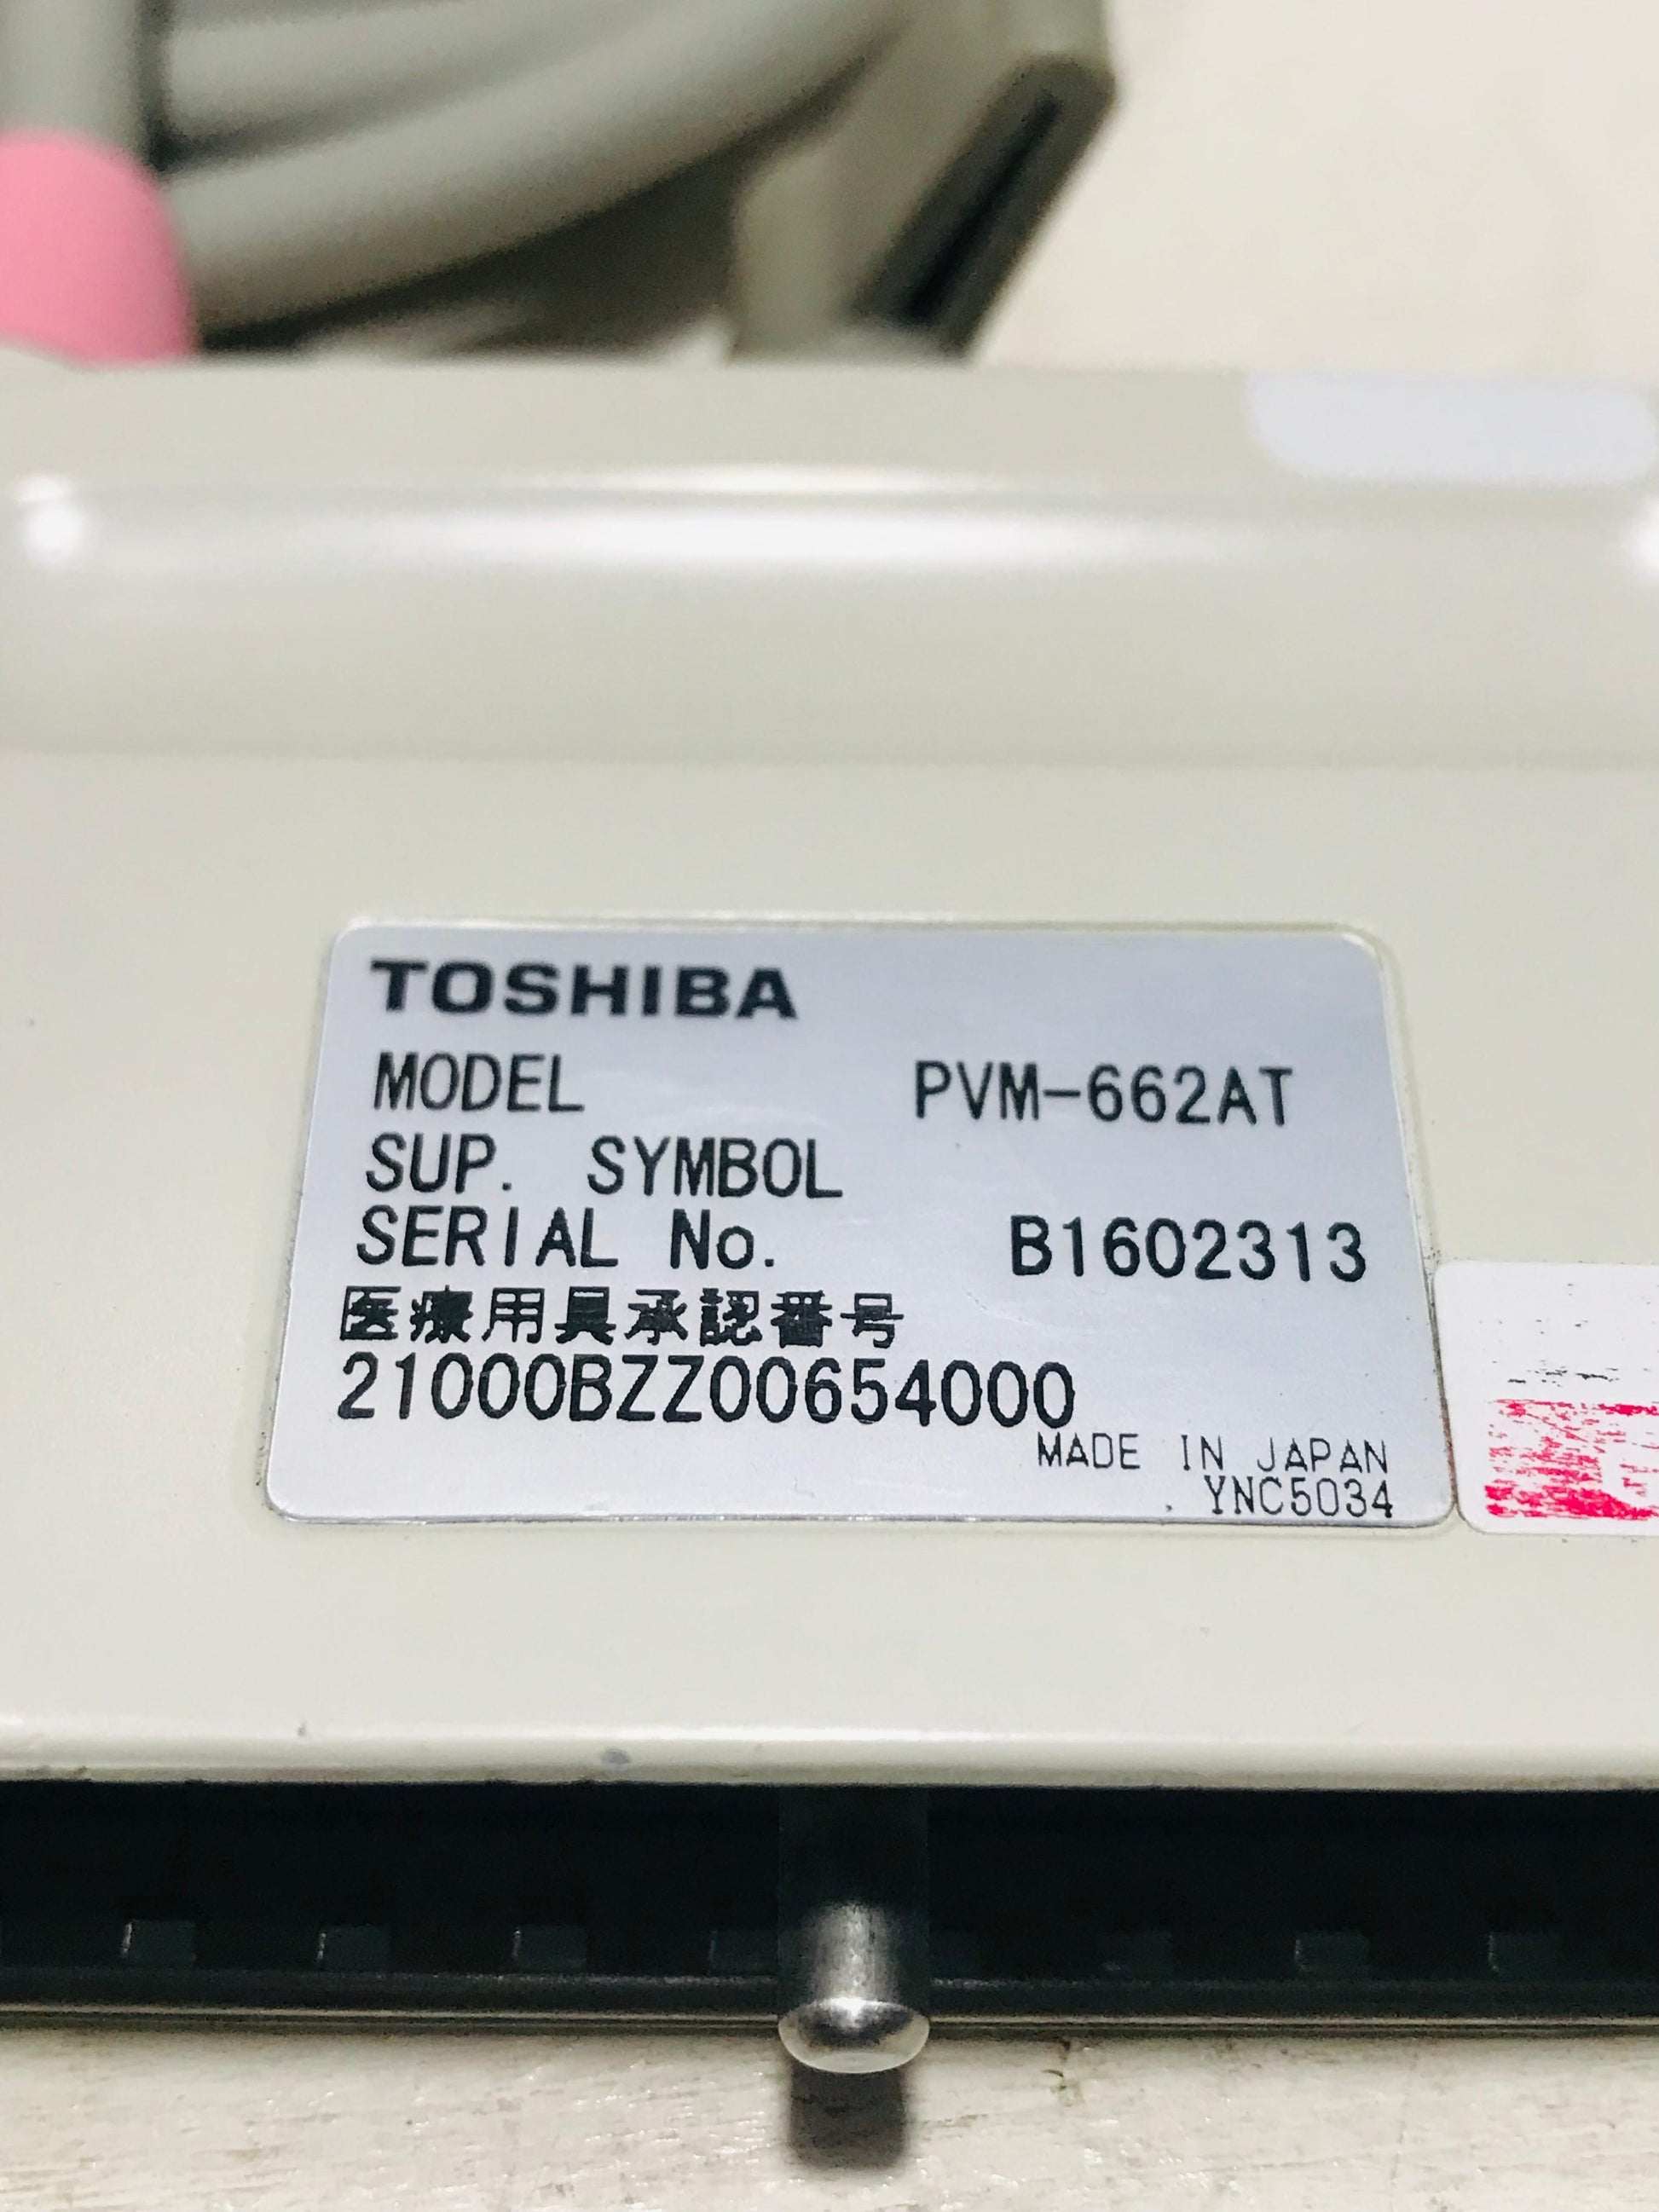 TOSHIBA
MODEL PVM-662AT
SUP. SYMBOL
SERIAL No. B1602313
医療用具承認番号
21000BZZ00654000
MADE IN JAPAN
YNC5034